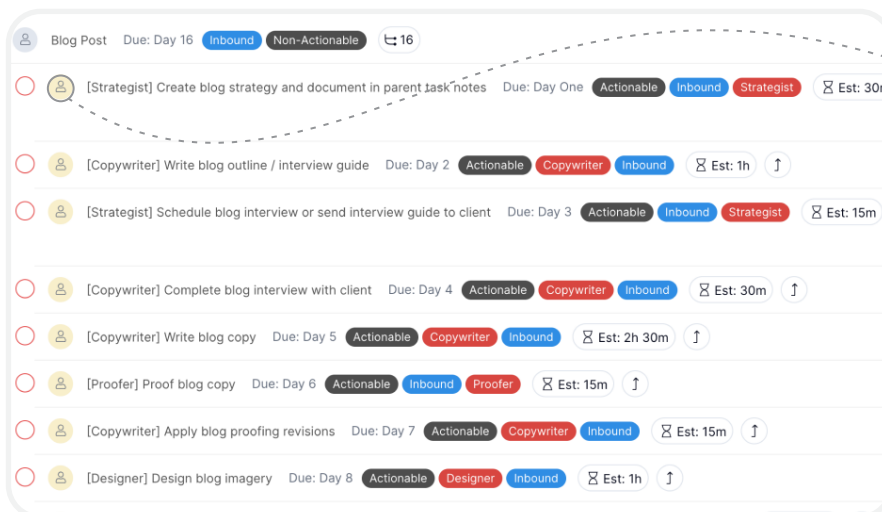 Blog Post Due: Day 16 Inbound Non-Actionable 16
[Strategist] Create blog strategy and document in parent task notes Due: Day One Actionable Inbound Strategist Est: 30m
[Copywriter] Write blog outline / interview guide Due: Day 2 Actionable Copywriter Inbound Est: 1h
[Strategist] Schedule blog interview or send interview guide to client Due: Day 3 Actionable Inbound Strategist Est: 15m
[Copywriter] Complete blog interview with client Due: Day 4 Actionable Copywriter Inbound Est: 30m
[Copywriter] Write blog copy Due: Day 5 Actionable Copywriter Inbound Est: 2h 30m
[Proofer] Proof blog copy Due: Day 6 Actionable Inbound Proofer Est: 15m
[Copywriter] Apply blog proofing revisions Due: Day 7 Actionable Copywriter Inbound Est: 15m
[Designer] Design blog imagery Due: Day 8 Actionable Designer Inbound Est: 1h